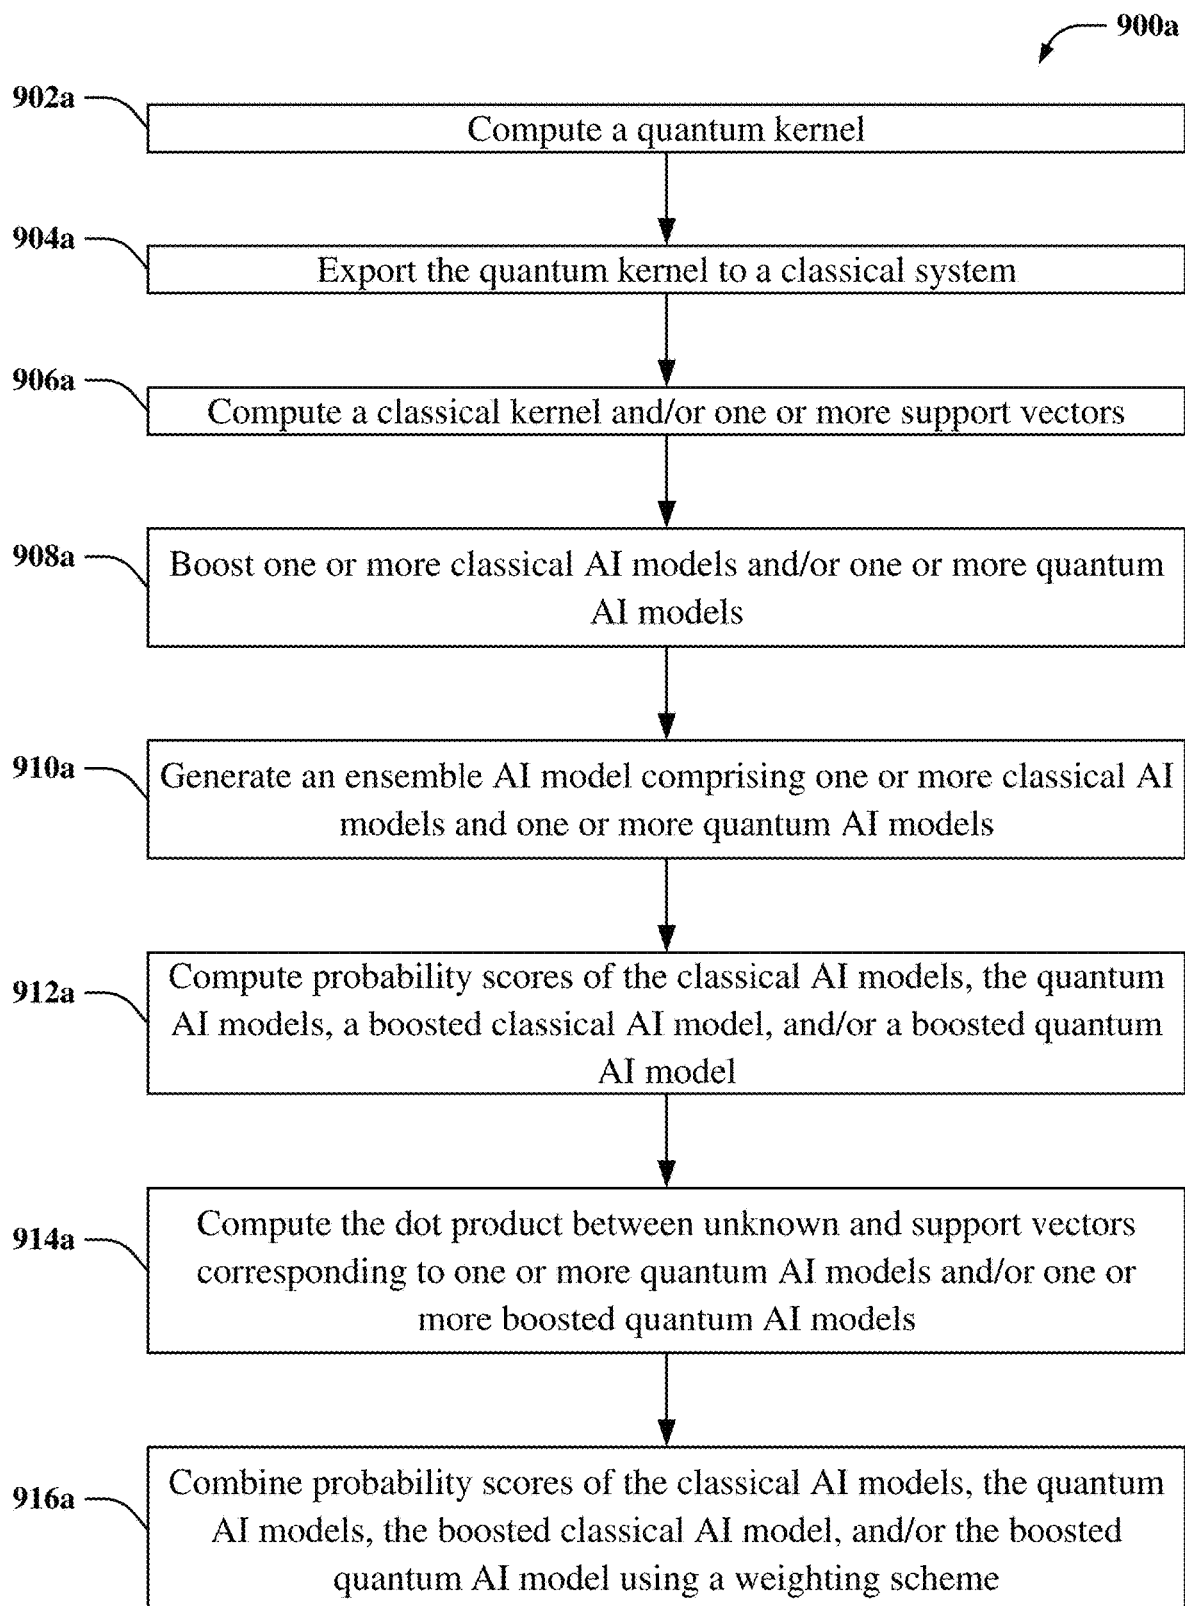 900a
902a
Compute a quantum kernel
904a
Export the quantum kernel to a classical system
906a
Compute a classical kernel and/or one or more support vectors
908a
Boost one or more classical AI models and/or one or more quantum
AI models
910a
Generate an ensemble AI model comprising one or more classical AI
models and one or more quantum AI models
912a
Compute probability scores of the classical AI models, the quantum
AI models, a boosted classical AI model, and/or a boosted quantum
AI model
914a
Compute the dot product between unknown and support vectors
corresponding to one or more quantum AI models and/or one or
more boosted quantum AI models
916a
Combine probability scores of the classical AI models, the quantum
AI models, the boosted classical AI model, and/or the boosted
quantum AI model using a weighting scheme